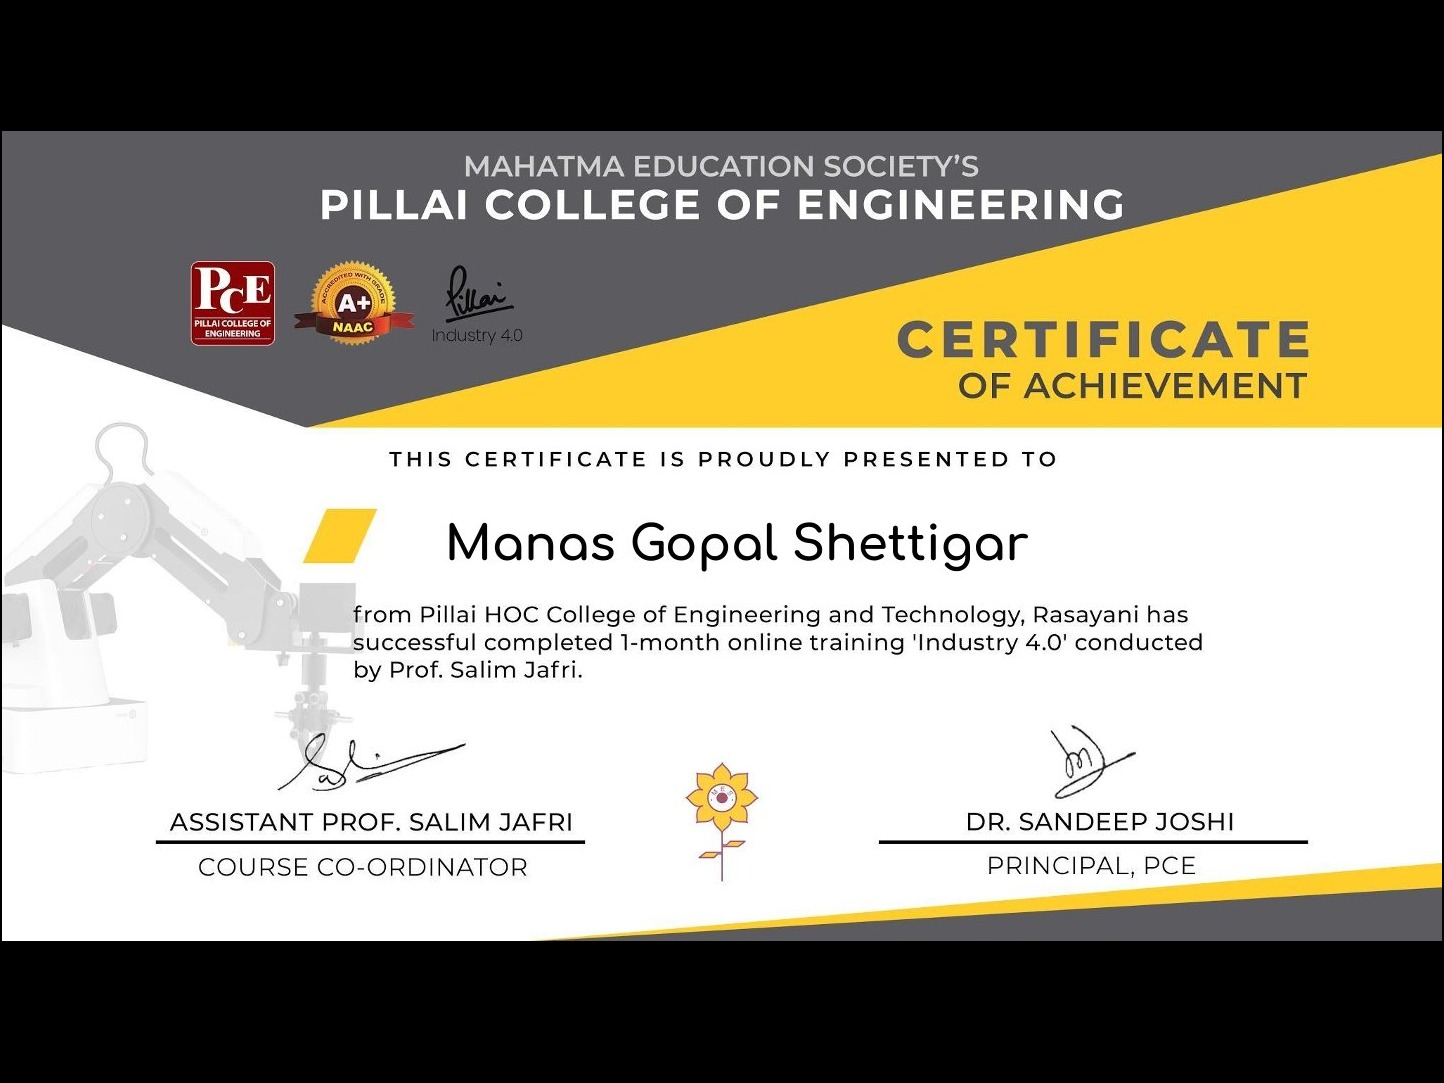 MAHATMA EDUCATION SOCIETY'S
PILLAI COLLEGE OF ENGINEERING
PCE
PILLAI COLLEGE OF
ENGINEERING
ACCREDITED WITH GRADE
A+
NAAC
Pillai
Industry 4.0
CERTIFICATE
OF ACHIEVEMENT
THIS CERTIFICATE IS PROUDLY PRESENTED TO
Manas Gopal Shettigar
from Pillai HOC College of Engineering and Technology, Rasayani has
successful completed 1-month online training 'Industry 4.0' conducted
by Prof. Salim Jafri.
Salim
MES
ASSISTANT PROF. SALIM JAFRI
DR. SANDEEP JOSHI
COURSE CO-ORDINATOR
PRINCIPAL, PCE